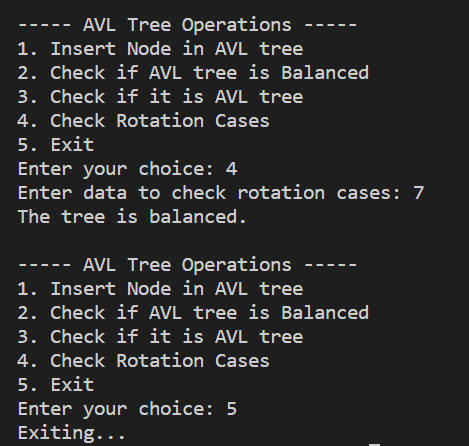 ----- AVL Tree Operations -----
1. Insert Node in AVL tree
2. Check if AVL tree is Balanced
3. Check if it is AVL tree
4. Check Rotation Cases
5. Exit
Enter your choice: 4
Enter data to check rotation cases: 7
The tree is balanced.

----- AVL Tree Operations -----
1. Insert Node in AVL tree
2. Check if AVL tree is Balanced
3. Check if it is AVL tree
4. Check Rotation Cases
5. Exit
Enter your choice: 5
Exiting...